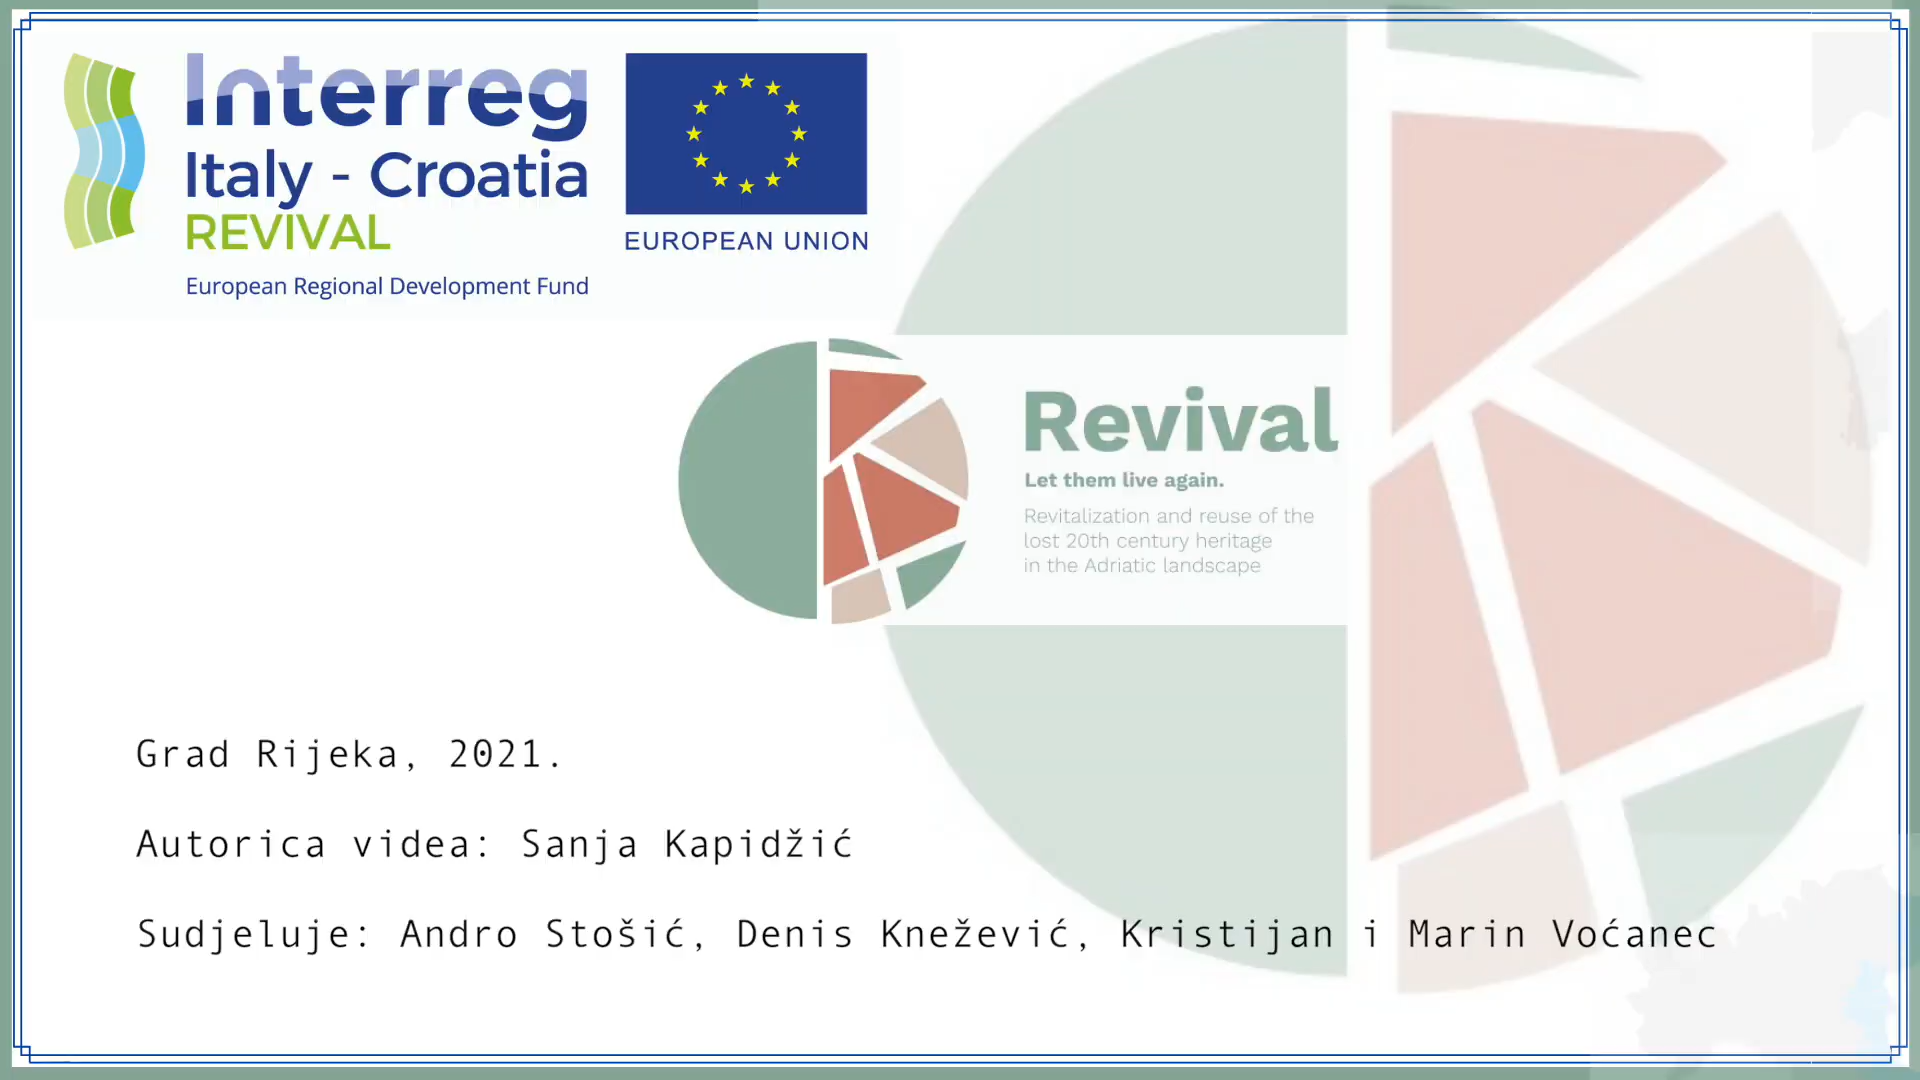 Interreg
Italy - Croatia
REVIVAL
European Regional Development Fund
EUROPEAN UNION
Revival
Let them live again.
Revitalization and reuse of the
lost 20th century heritage
in the Adriatic landscape
Grad Rijeka, 2021.
Autorica videa: Sanja Kapidžić
Sudjeluje: Andro Stošić, Denis Knežević, Kristijan i Marin Voćanec